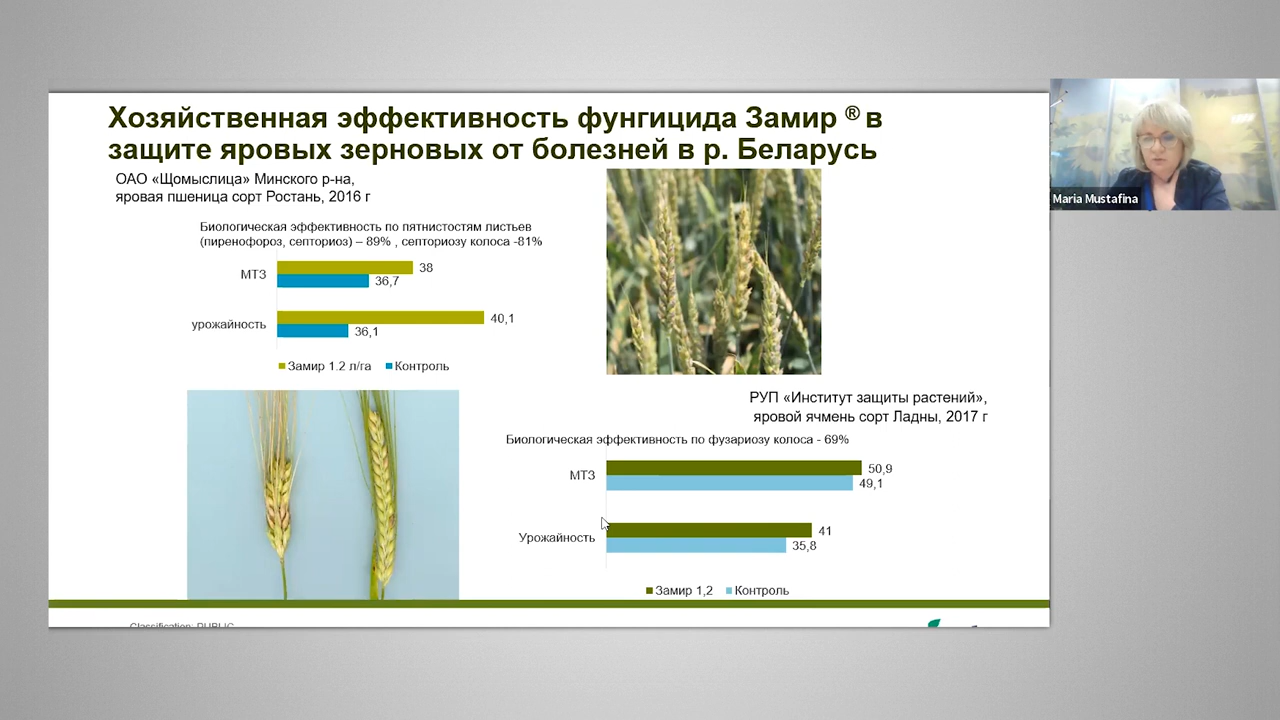 Хозяйственная эффективность фунгицида Замир ® в
защите яровых зерновых от болезней в р. Беларусь
ОАО «Щомыслица» Минского р-на,
яровая пшеница сорт Ростань, 2016 г
Биологическая эффективность по пятнистостям листьев
(пиренофороз, септориоз) – 89% , септориозу колоса -81%
МТЗ
38
36,7
урожайность
40,1
36,1
Замир 1.2 л/га Контроль
Maria Mustafina
РУП «Институт защиты растений»,
яровой ячмень сорт Ладны, 2017 г
Биологическая эффективность по фузариозу колоса - 69%
МТЗ
50,9
49,1
Урожайность
41
35,8
Замир 1,2 Контроль
Classification: PUBLIC